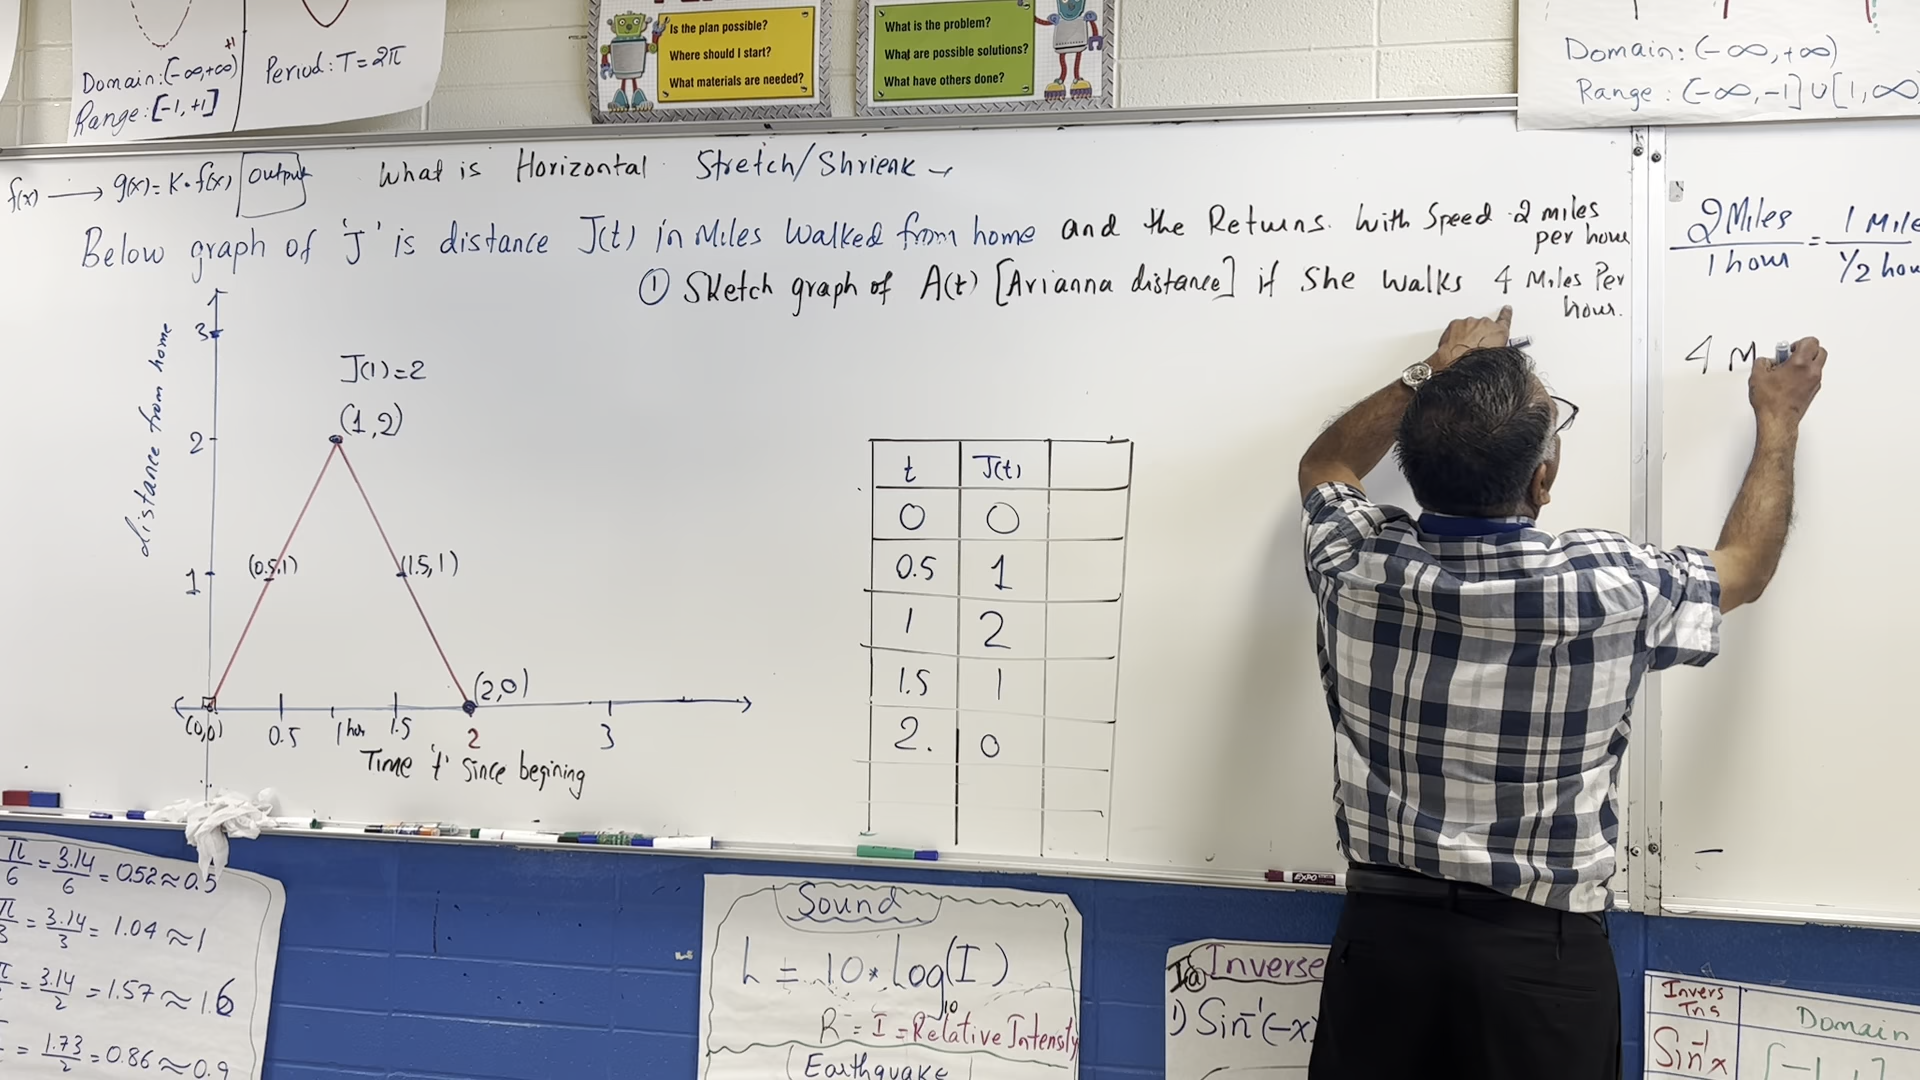 Domain: (-∞,+∞)
Range: [-1, +1]
+1
Period: T = 2π
Is the plan possible?
Where should I start?
What materials are needed?
What is the problem?
What are possible solutions?
What have others done?
Domain: (-∞, +∞)
Range: (-∞, -1] ∪ [1, ∞
f(x) ⟶ g(x) = K · f(x) Output
What is Horizontal Stretch/Shrienk
Below graph of 'J' is distance J(t) in Miles Walked from home and the Returns. With Speed 2 miles
per hour
① Sketch graph of A(t) [Arianna distance] if She walks 4 Miles Per
hour.
2 Miles / 1 hour = 1 Mile / 1/2 hou
4 M
distance from home
3
J(1) = 2
(1, 2)
2
(0.5, 1)
(1.5, 1)
1
(2,0)
(0,0)
0.5
1 hour
1.5
2
3
Time 't' Since begining
t J(t)
0 0
0.5 1
1 2
1.5 1
2. 0
π/6 = 3.14/6 = 0.52 ≈ 0.5
π/3 = 3.14/3 = 1.04 ≈ 1
= 3.14/2 = 1.57 ≈ 1.6
= 1.73/2 = 0.86 ≈ 0.9
Sound
L = 10 * Log₁₀(I)
R = I = Relative Intensity
Earthquake
EXPO
Inverse
1) Sin⁻¹(-x)
Invers
Domain
Sin⁻¹x